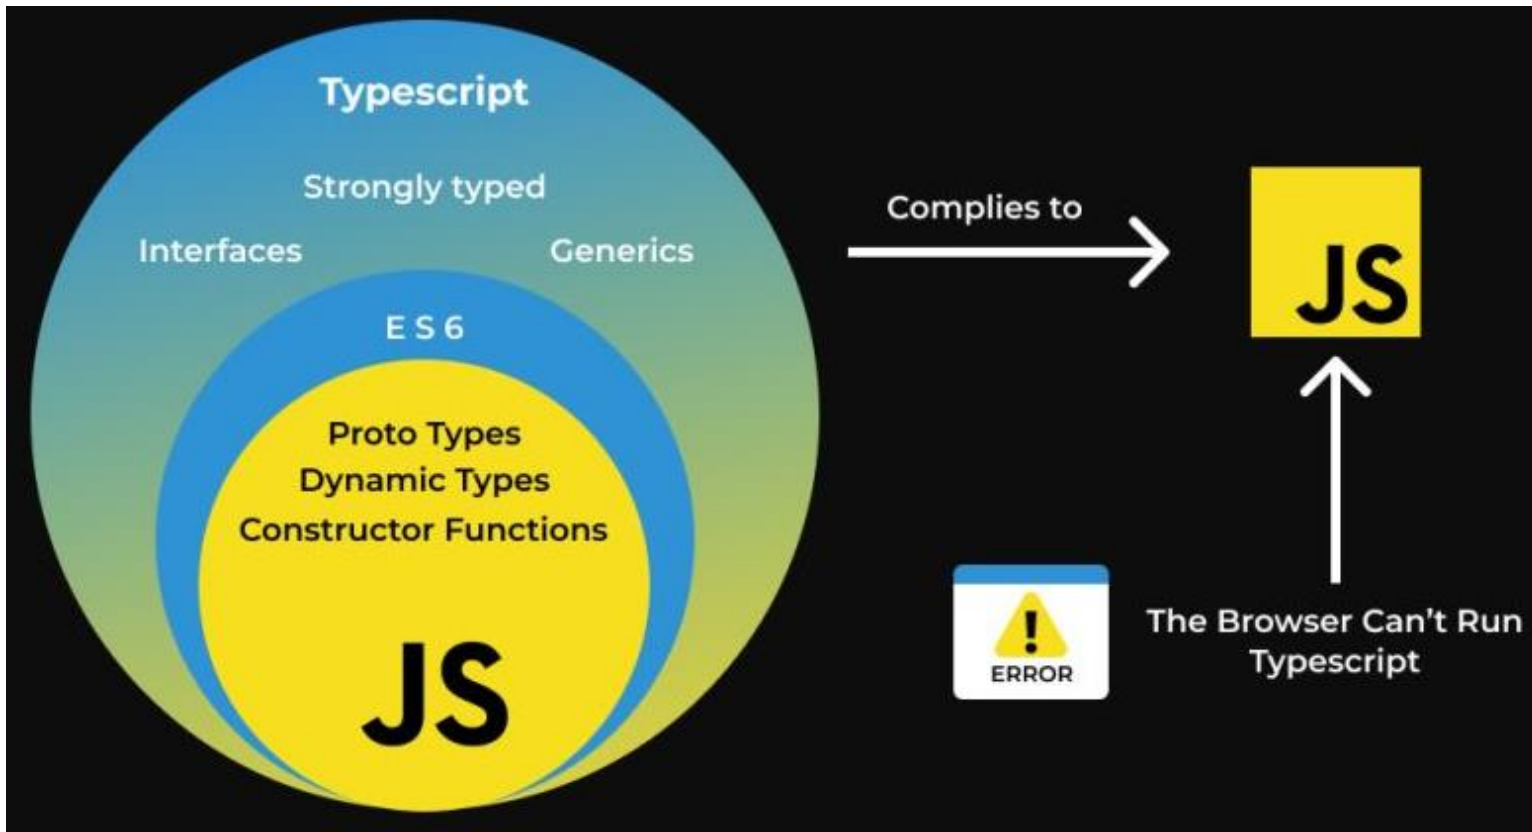 Typescript
Strongly typed
Interfaces
Generics
E S 6
Proto Types
Dynamic Types
Constructor Functions
JS
Complies to
JS
ERROR
The Browser Can’t Run
Typescript